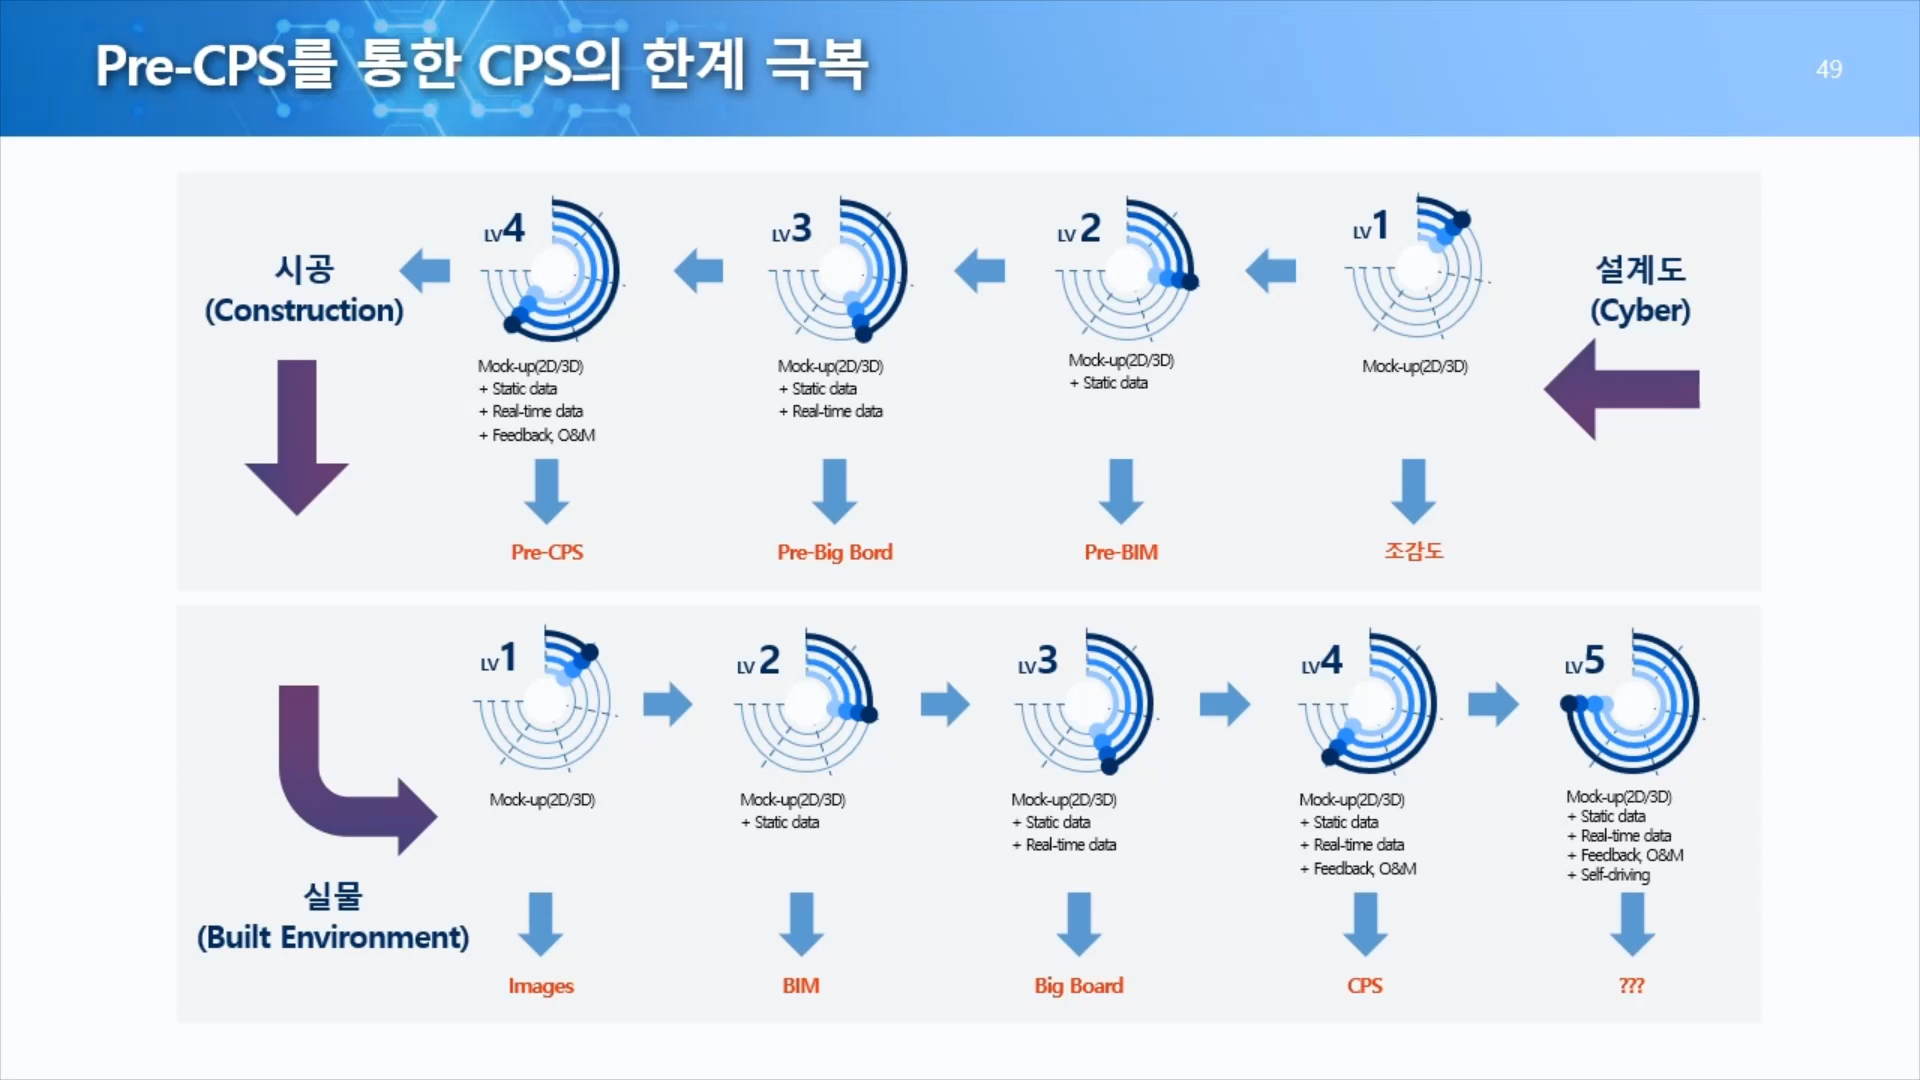 Pre-CPS를 통한 CPS의 한계 극복
49
시공
(Construction)
LV4
Mock-up(2D/3D)
+ Static data
+ Real-time data
+ Feedback, O&M
Pre-CPS
LV3
Mock-up(2D/3D)
+ Static data
+ Real-time data
Pre-Big Bord
LV2
Mock-up(2D/3D)
+ Static data
Pre-BIM
LV1
Mock-up(2D/3D)
조감도
설계도
(Cyber)
실물
(Built Environment)
LV1
Mock-up(2D/3D)
Images
LV2
Mock-up(2D/3D)
+ Static data
BIM
LV3
Mock-up(2D/3D)
+ Static data
+ Real-time data
Big Board
LV4
Mock-up(2D/3D)
+ Static data
+ Real-time data
+ Feedback, O&M
CPS
LV5
Mock-up(2D/3D)
+ Static data
+ Real-time data
+ Feedback, O&M
+ Self-driving
???